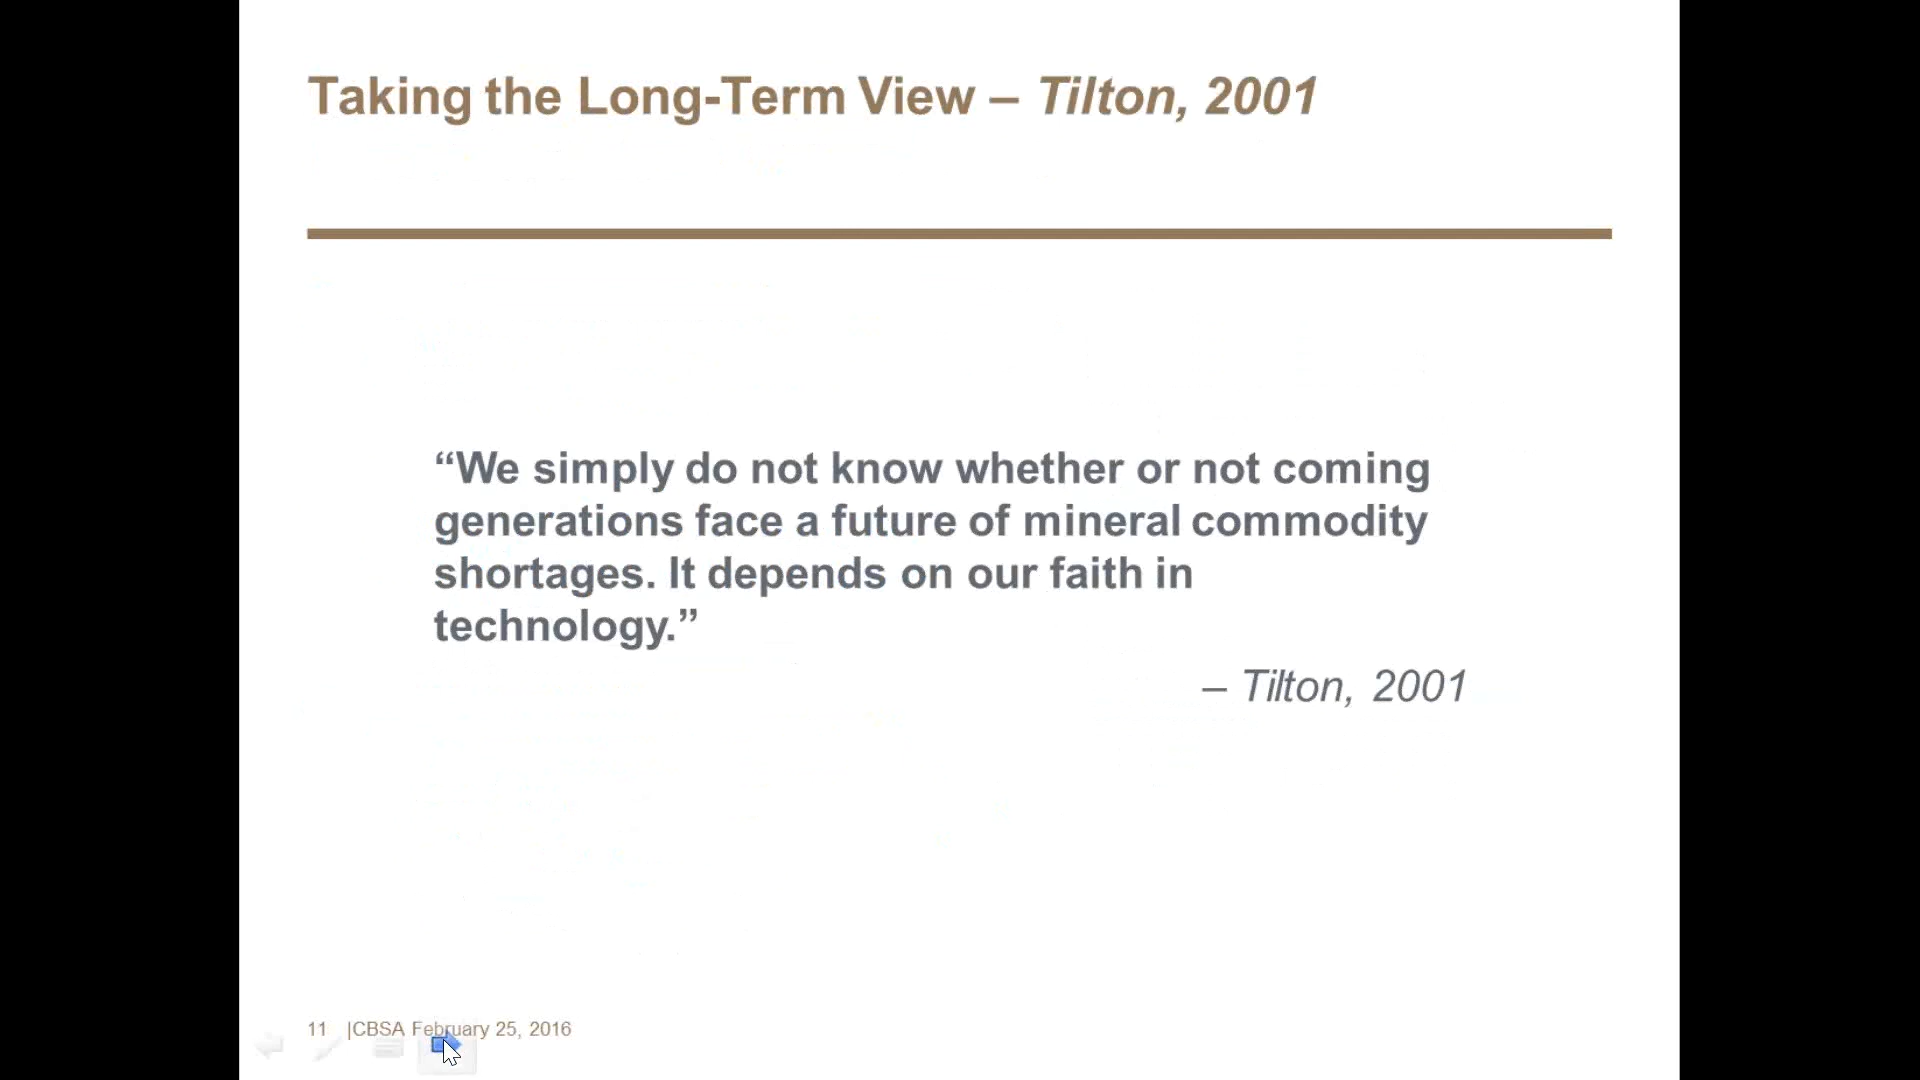 Taking the Long-Term View – Tilton, 2001
“We simply do not know whether or not coming
generations face a future of mineral commodity
shortages. It depends on our faith in
technology.”
– Tilton, 2001
11 |CBSA February 25, 2016